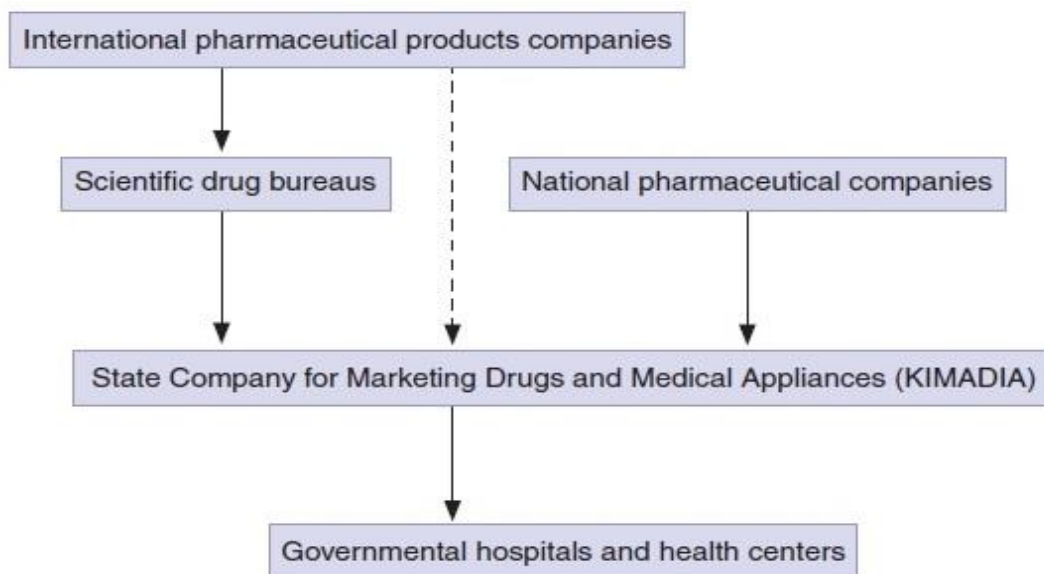 International pharmaceutical products companies
Scientific drug bureaus
National pharmaceutical companies
State Company for Marketing Drugs and Medical Appliances (KIMADIA)
Governmental hospitals and health centers